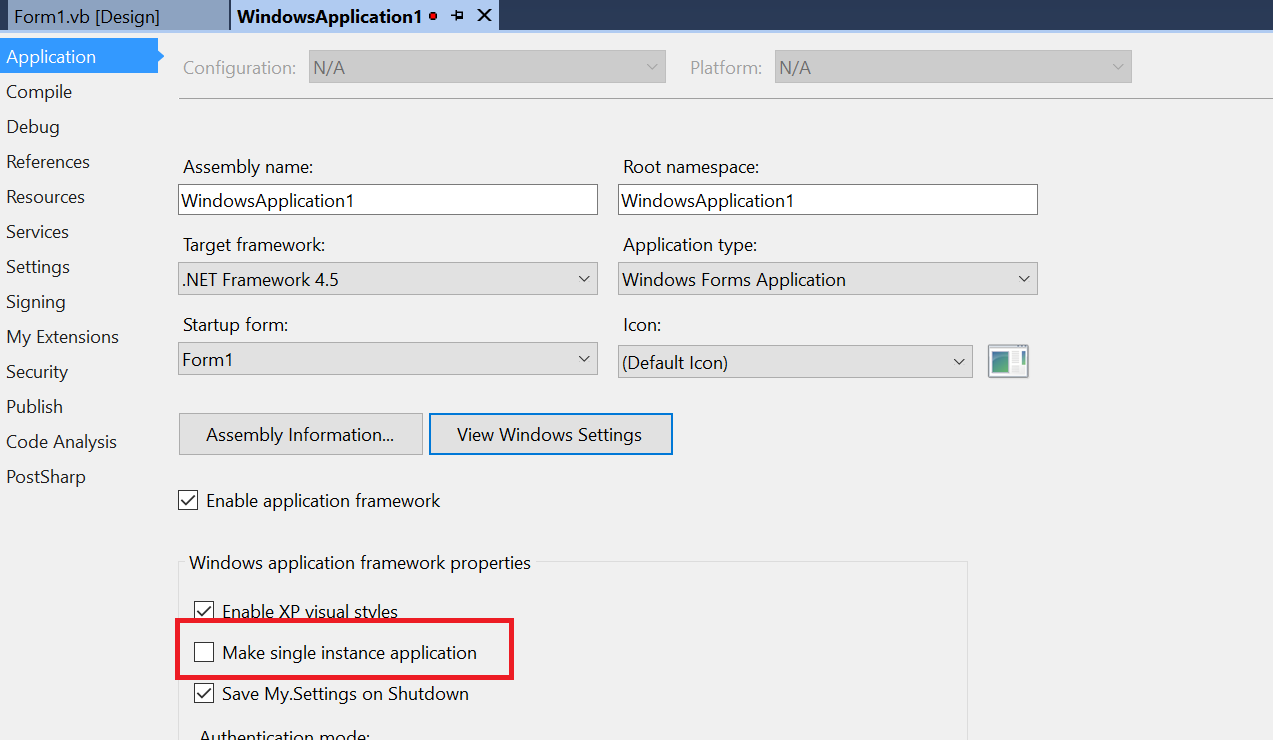 Form1.vb [Design]
WindowsApplication1
Application
Compile
Debug
References
Resources
Services
Settings
Signing
My Extensions
Security
Publish
Code Analysis
PostSharp
Configuration: N/A Platform: N/A
Assembly name: Root namespace:
WindowsApplication1 WindowsApplication1
Target framework: Application type:
.NET Framework 4.5 Windows Forms Application
Startup form: Icon:
Form1 (Default Icon)
Assembly Information... View Windows Settings
Enable application framework
Windows application framework properties
Enable XP visual styles
Make single instance application
Save My.Settings on Shutdown
Authentication mode: